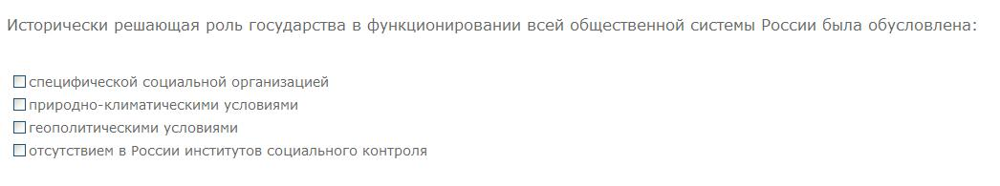 Исторически решающая роль государства в функционировании всей общественной системы России была обусловлена:
специфической социальной организацией
природно-климатическими условиями
геополитическими условиями
отсутствием в России институтов социального контроля